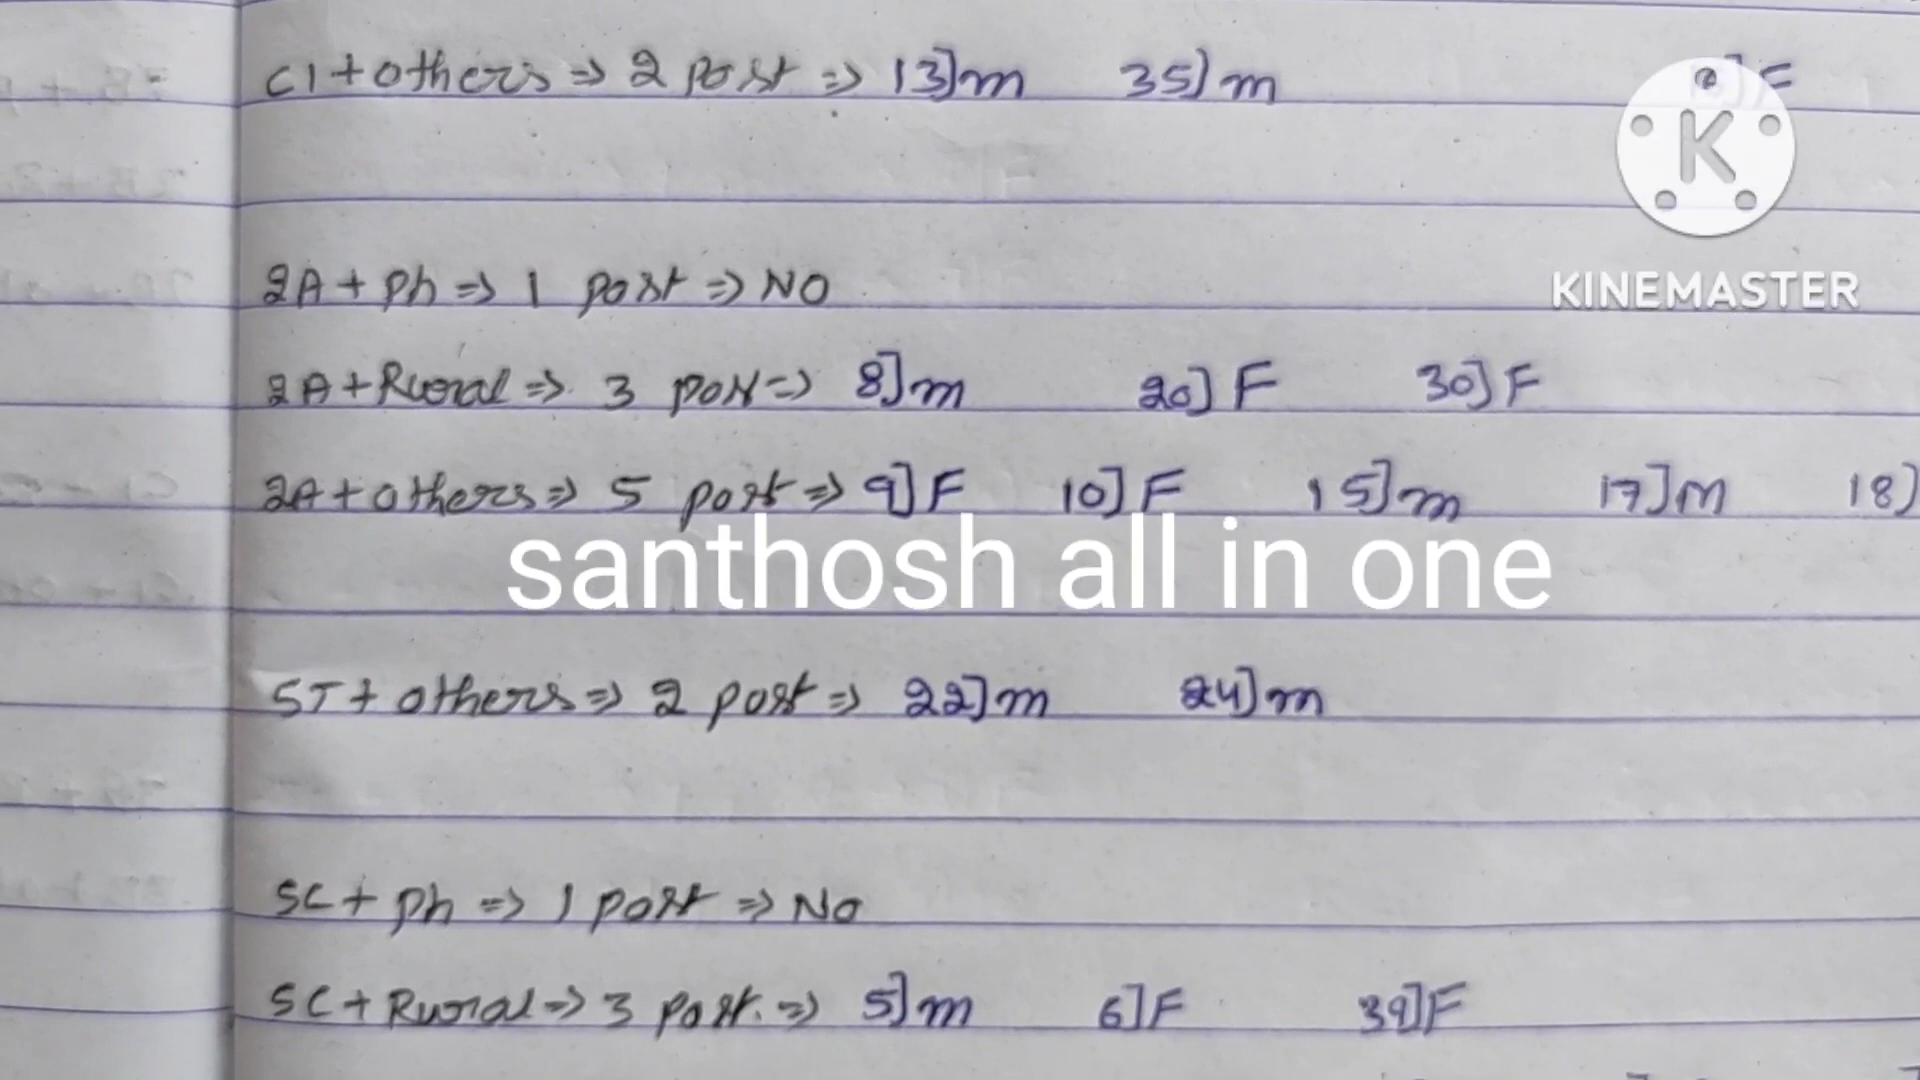 C1 + Others => 2 Post => 13]m 35]m F
KINEMASTER
2A + Ph => 1 post => NO
2A + Rural => 3 post => 8]m 20]F 30]F
2A + Others => 5 post => 9]F 10]F 15]m 17]m 18]
santhosh all in one
ST + Others => 2 post => 22]m 24]m
SC + Ph => 1 post => No
SC + Rural => 3 post. => 5]m 6]F 39]F